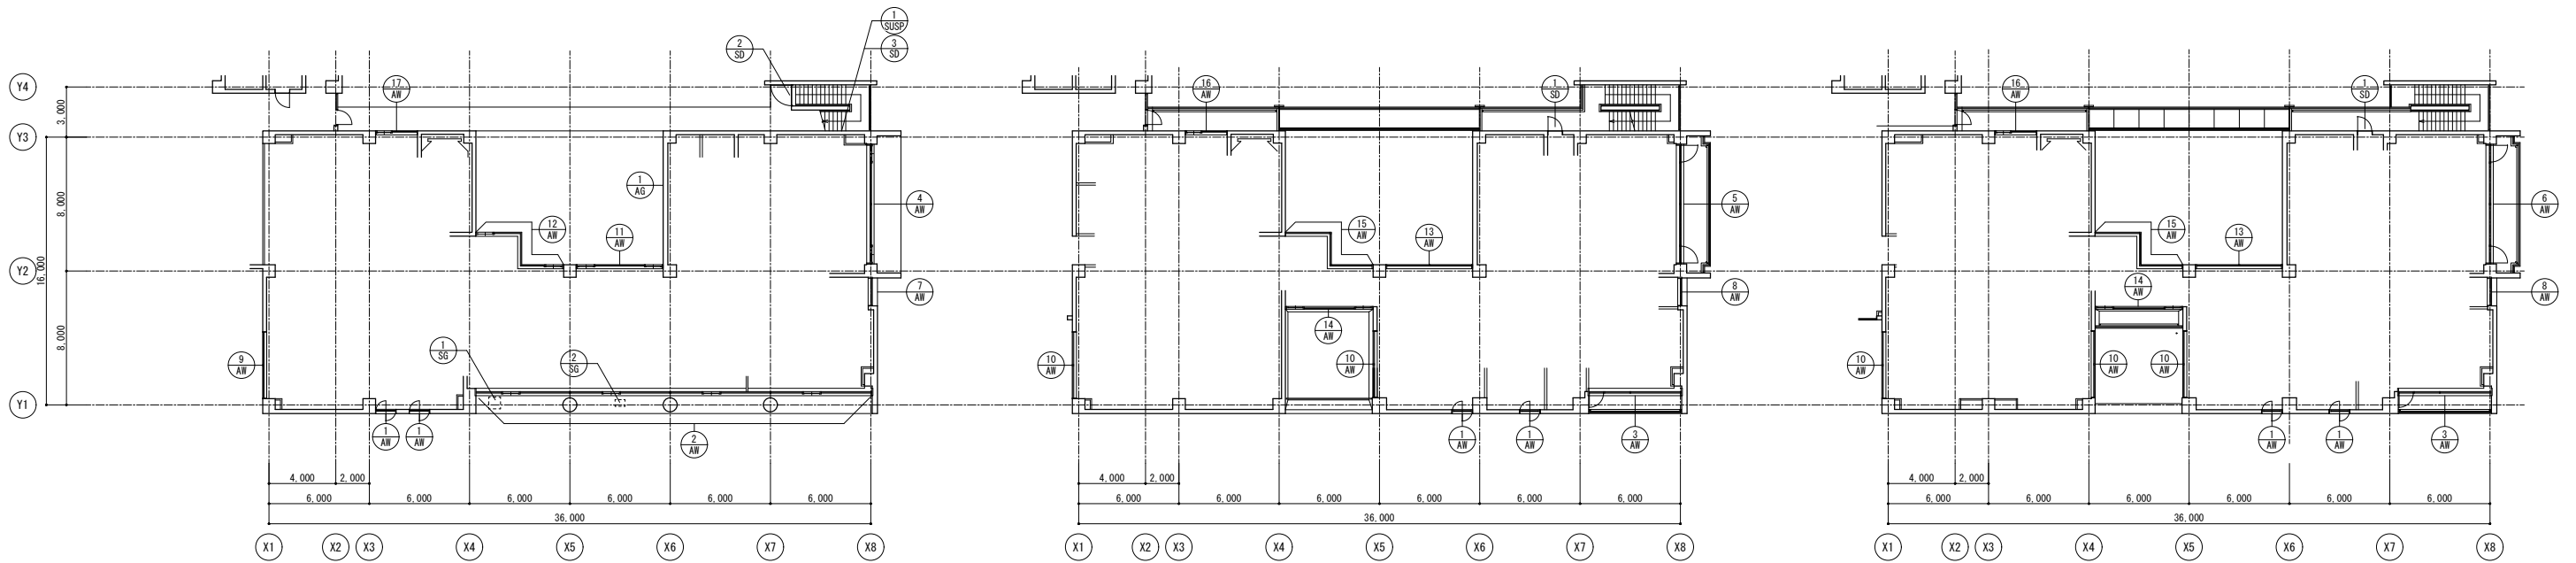 1
SUSP
2
SD
3
SD
Y4
17
AW
16
AW
1
SD
16
AW
1
SD
3,000
Y3
8,000
1
AG
4
AW
5
AW
6
AW
12
AW
11
AW
15
AW
13
AW
15
AW
13
AW
Y2
16,000
7
AW
8
AW
14
AW
8
AW
8,000
1
SG
2
SG
14
AW
9
AW
10
AW
10
AW
10
AW
10
AW
10
AW
Y1
1
AW
1
AW
2
AW
1
AW
1
AW
3
AW
1
AW
1
AW
3
AW
4,000 2,000
4,000 2,000
4,000 2,000
6,000 6,000 6,000 6,000 6,000 6,000
6,000 6,000 6,000 6,000 6,000 6,000
6,000 6,000 6,000 6,000 6,000 6,000
36,000
36,000
36,000
X1 X2 X3 X4 X5 X6 X7 X8
X1 X2 X3 X4 X5 X6 X7 X8
X1 X2 X3 X4 X5 X6 X7 X8